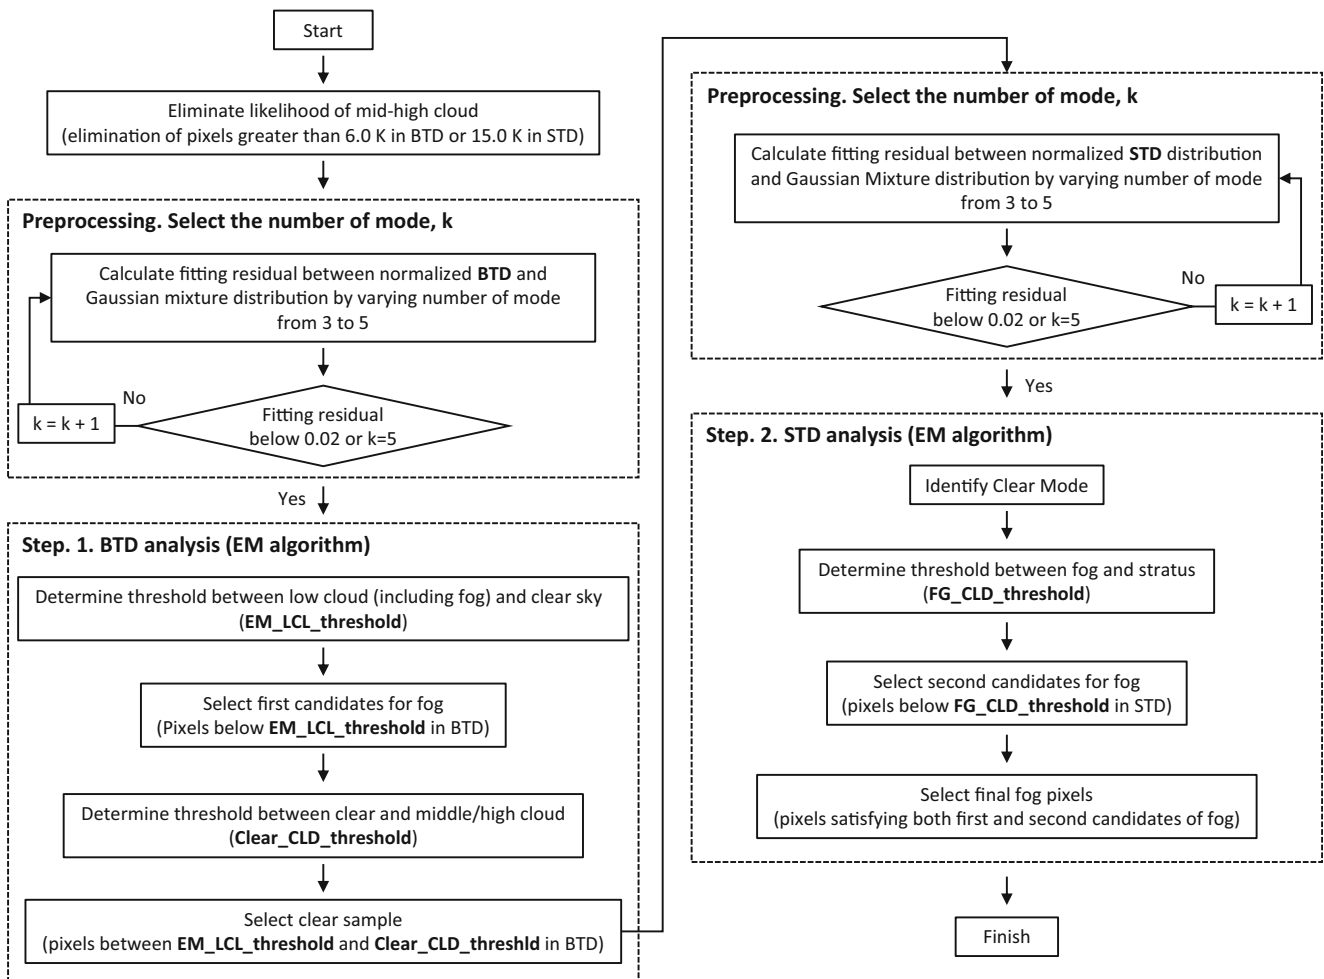 Start
Eliminate likelihood of mid-high cloud
(elimination of pixels greater than 6.0 K in BTD or 15.0 K in STD)
Preprocessing. Select the number of mode, k
Calculate fitting residual between normalized BTD and
Gaussian mixture distribution by varying number of mode
from 3 to 5
No
k = k + 1
Fitting residual
below 0.02 or k=5
Yes
Step. 1. BTD analysis (EM algorithm)
Determine threshold between low cloud (including fog) and clear sky
(EM_LCL_threshold)
Select first candidates for fog
(Pixels below EM_LCL_threshold in BTD)
Determine threshold between clear and middle/high cloud
(Clear_CLD_threshold)
Select clear sample
(pixels between EM_LCL_threshold and Clear_CLD_threshld in BTD)
Preprocessing. Select the number of mode, k
Calculate fitting residual between normalized STD distribution
and Gaussian Mixture distribution by varying number of mode
from 3 to 5
No
Fitting residual
below 0.02 or k=5
k = k + 1
Yes
Step. 2. STD analysis (EM algorithm)
Identify Clear Mode
Determine threshold between fog and stratus
(FG_CLD_threshold)
Select second candidates for fog
(pixels below FG_CLD_threshold in STD)
Select final fog pixels
(pixels satisfying both first and second candidates of fog)
Finish